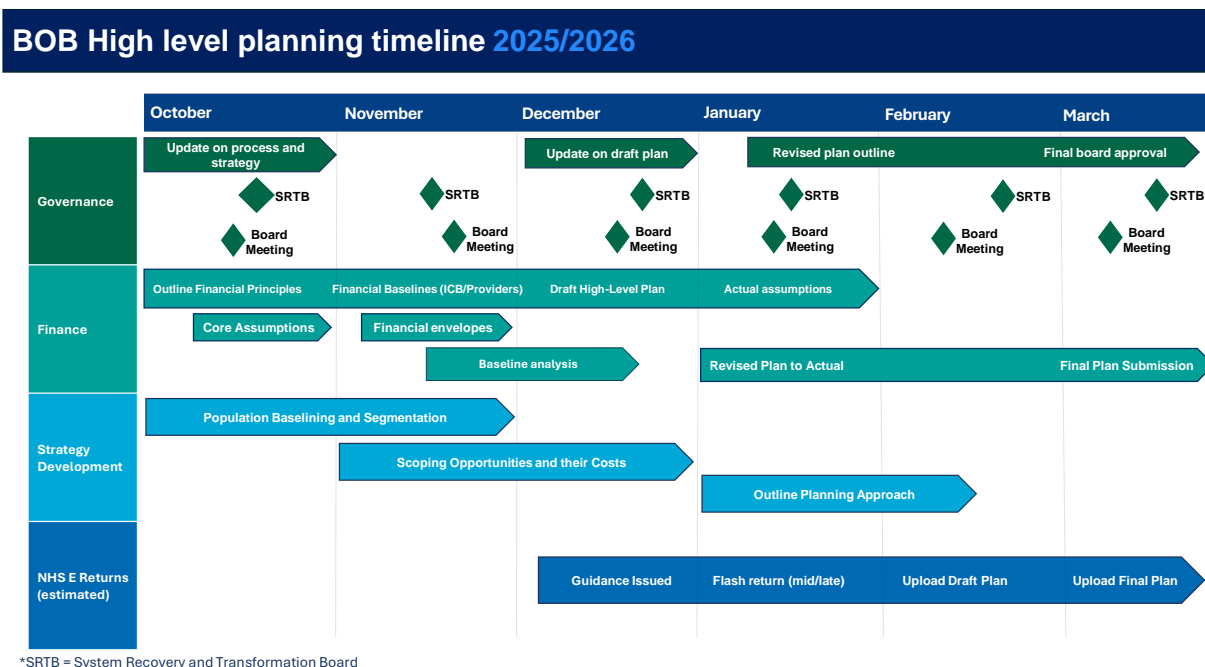 BOB High level planning timeline 2025/2026
October
November
December
January
February
March
Governance
Update on process and
strategy
Update on draft plan
Revised plan outline
Final board approval
SRTB
SRTB
SRTB
SRTB
SRTB
SRTB
Board
Meeting
Board
Meeting
Board
Meeting
Board
Meeting
Board
Meeting
Board
Meeting
Finance
Outline Financial Principles
Financial Baselines (ICB/Providers)
Draft High-Level Plan
Actual assumptions
Core Assumptions
Financial envelopes
Baseline analysis
Revised Plan to Actual
Final Plan Submission
Strategy
Development
Population Baselining and Segmentation
Scoping Opportunities and their Costs
Outline Planning Approach
NHS E Returns
(estimated)
Guidance Issued
Flash return (mid/late)
Upload Draft Plan
Upload Final Plan
*SRTB = System Recovery and Transformation Board